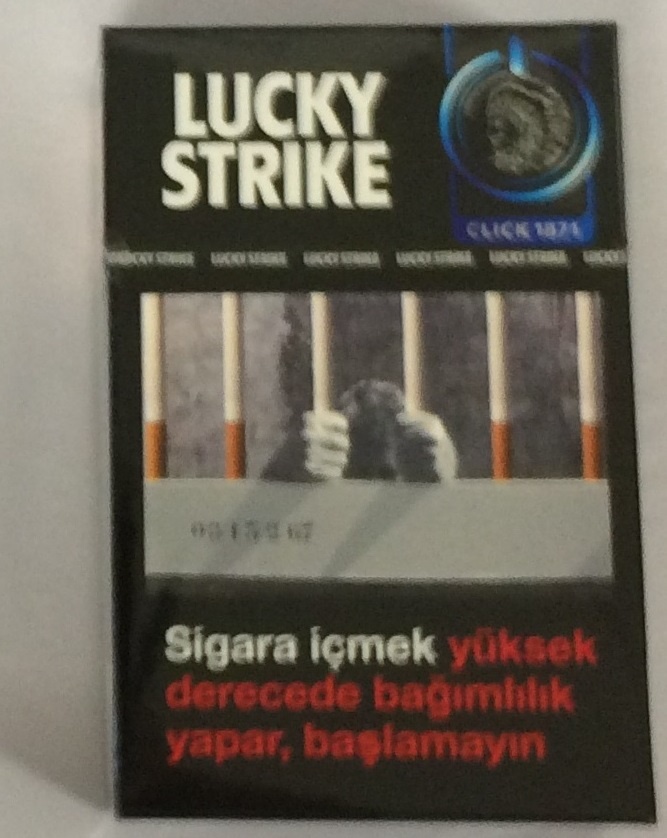 LUCKY
STRIKE
CLICK 1871
LUCKY STRIKE LUCKY STRIKE LUCKY STRIKE LUCKY STRIKE LUCKY STRIKE LUCKY
Sigara içmek yüksek
derecede bağımlılık
yapar, başlamayın